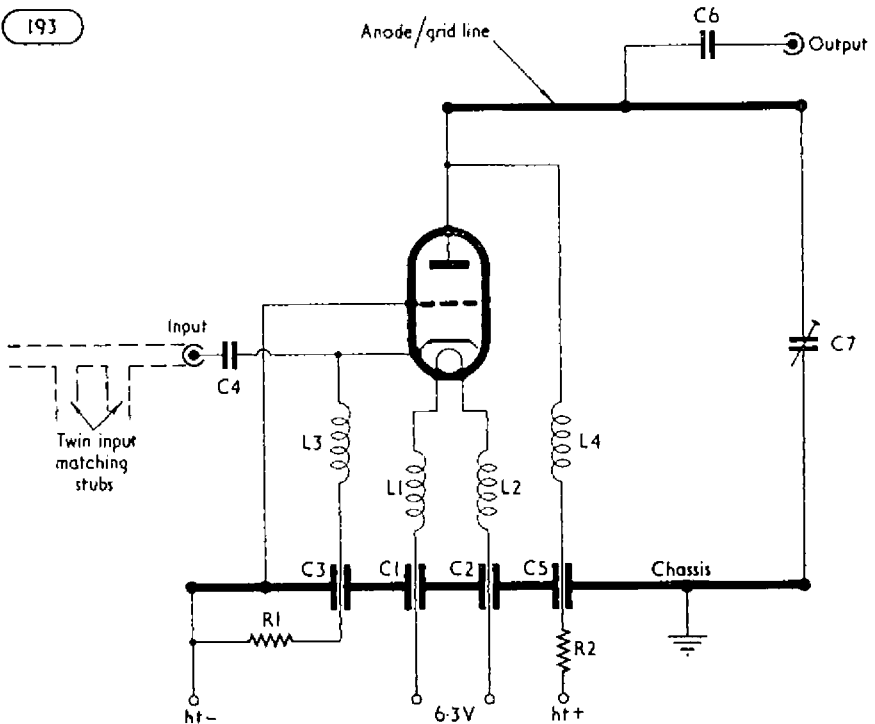 193
C6
Anode/grid line
Output
Input
C4
C7
Twin input
matching
stubs
L3
L1
L2
L4
C3
C1
C2
C5
Chassis
R1
R2
ht-
6·3V
ht+